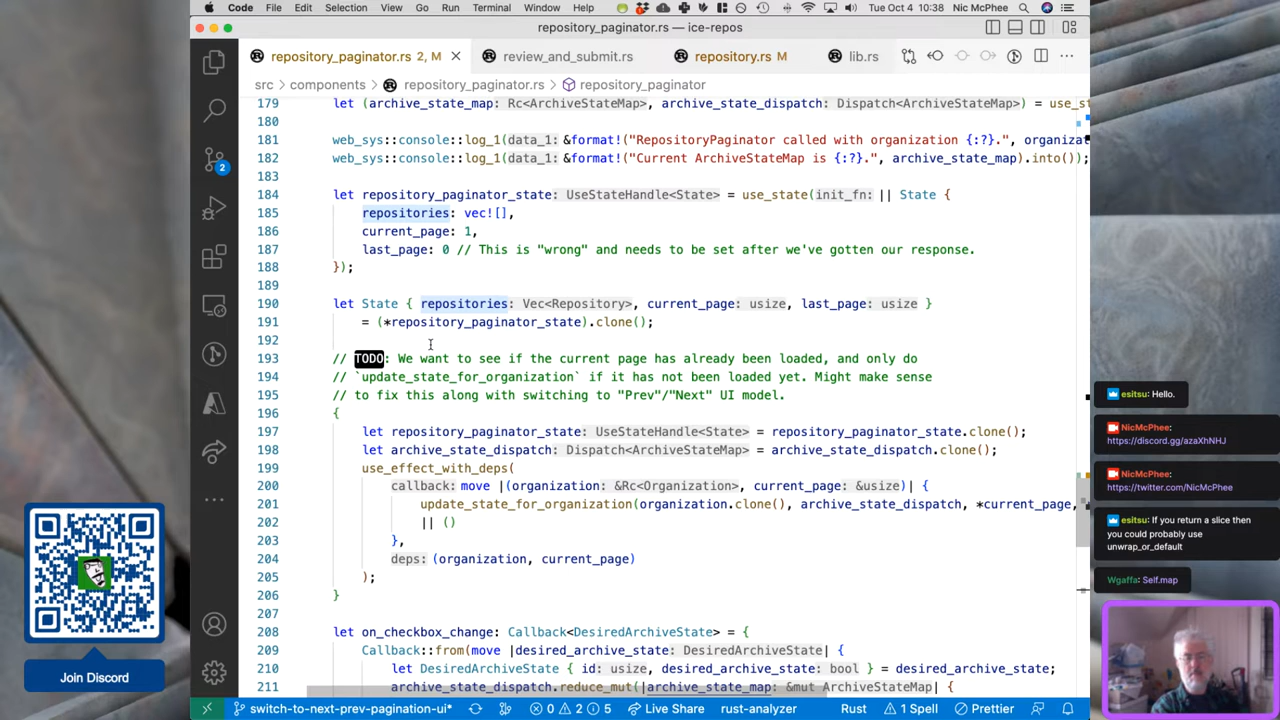 Code File Edit Selection View Go Run Terminal Window Help Tue Oct 4 10:38 Nic McPhee
repository_paginator.rs — ice-repos
repository_paginator.rs 2, M review_and_submit.rs repository.rs M lib.rs
src › components › repository_paginator.rs › repository_paginator
179 let (archive_state_map: Rc<ArchiveStateMap>, archive_state_dispatch: Dispatch<ArchiveStateMap>) = use_st
180
181 web_sys::console::log_1(data_1: &format!("RepositoryPaginator called with organization {:?}.", organizat
182 web_sys::console::log_1(data_1: &format!("Current ArchiveStateMap is {:?}.", archive_state_map).into());
183
184 let repository_paginator_state: UseStateHandle<State> = use_state(init_fn: || State {
185 repositories: vec![],
186 current_page: 1,
187 last_page: 0 // This is "wrong" and needs to be set after we've gotten our response.
188 });
189
190 let State { repositories: Vec<Repository>, current_page: usize, last_page: usize }
191 = (*repository_paginator_state).clone();
192
193 // TODO: We want to see if the current page has already been loaded, and only do
194 // `update_state_for_organization` if it has not been loaded yet. Might make sense
195 // to fix this along with switching to "Prev"/"Next" UI model.
196 {
197 let repository_paginator_state: UseStateHandle<State> = repository_paginator_state.clone();
198 let archive_state_dispatch: Dispatch<ArchiveStateMap> = archive_state_dispatch.clone();
199 use_effect_with_deps(
200 callback: move |(organization: &Rc<Organization>, current_page: &usize)| {
201 update_state_for_organization(organization.clone(), archive_state_dispatch, *current_page,
202 || ()
203 },
204 deps: (organization, current_page)
205 );
206 }
207
208 let on_checkbox_change: Callback<DesiredArchiveState> = {
209 Callback::from(move |desired_archive_state: DesiredArchiveState| {
210 let DesiredArchiveState { id: usize, desired_archive_state: bool } = desired_archive_state;
211 archive_state_dispatch.reduce_mut(|archive_state_map: &mut ArchiveStateMap| {
2
switch-to-next-prev-pagination-ui* 0 2 5 Live Share rust-analyzer Rust 1 Spell Prettier
Join Discord
esitsu: Hello.
NicMcPhee:
https://discord.gg/azaXhNHJ
NicMcPhee:
https://twitter.com/NicMcPhee
esitsu: If you return a slice then
you could probably use
unwrap_or_default
Wgaffa: Self.map